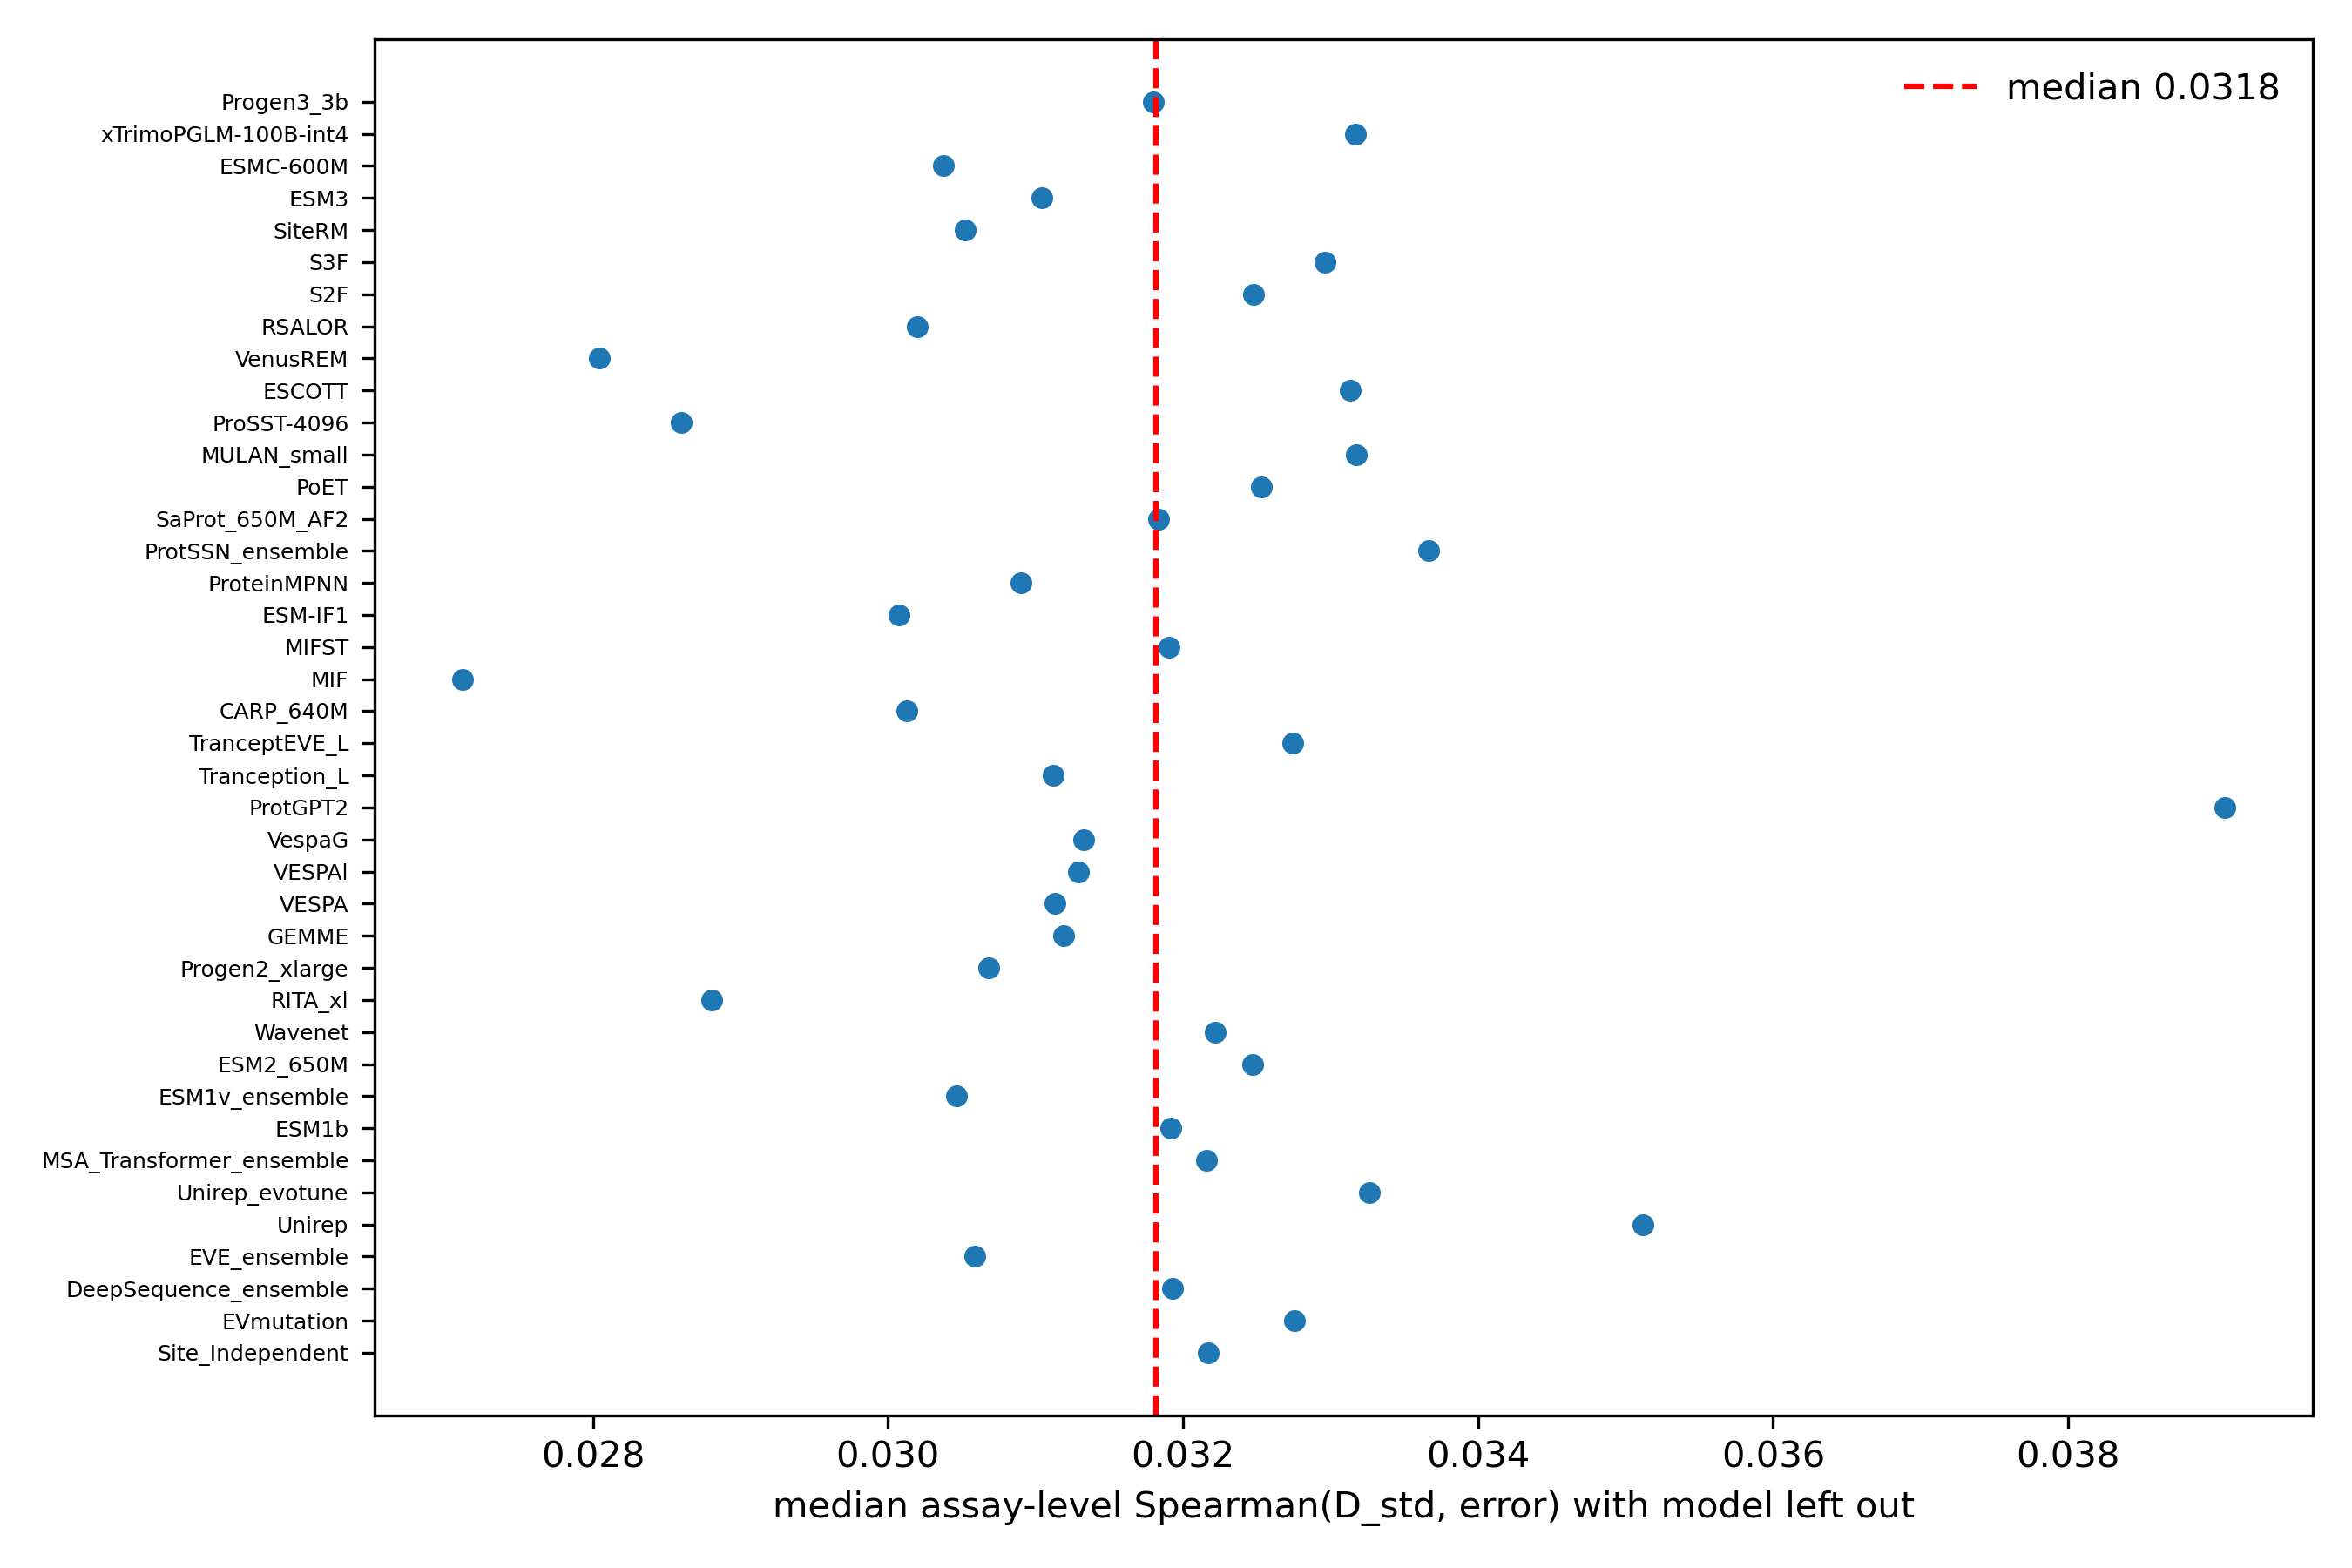 median 0.0318
Progen3_3b
xTrimoPGLM-100B-int4
ESMC-600M
ESM3
SiteRM
S3F
S2F
RSALOR
VenusREM
ESCOTT
ProSST-4096
MULAN_small
PoET
SaProt_650M_AF2
ProtSSN_ensemble
ProteinMPNN
ESM-IF1
MIFST
MIF
CARP_640M
TranceptEVE_L
Tranception_L
ProtGPT2
VespaG
VESPAl
VESPA
GEMME
Progen2_xlarge
RITA_xl
Wavenet
ESM2_650M
ESM1v_ensemble
ESM1b
MSA_Transformer_ensemble
Unirep_evotune
Unirep
EVE_ensemble
DeepSequence_ensemble
EVmutation
Site_Independent
0.028 0.030 0.032 0.034 0.036 0.038
median assay-level Spearman(D_std, error) with model left out